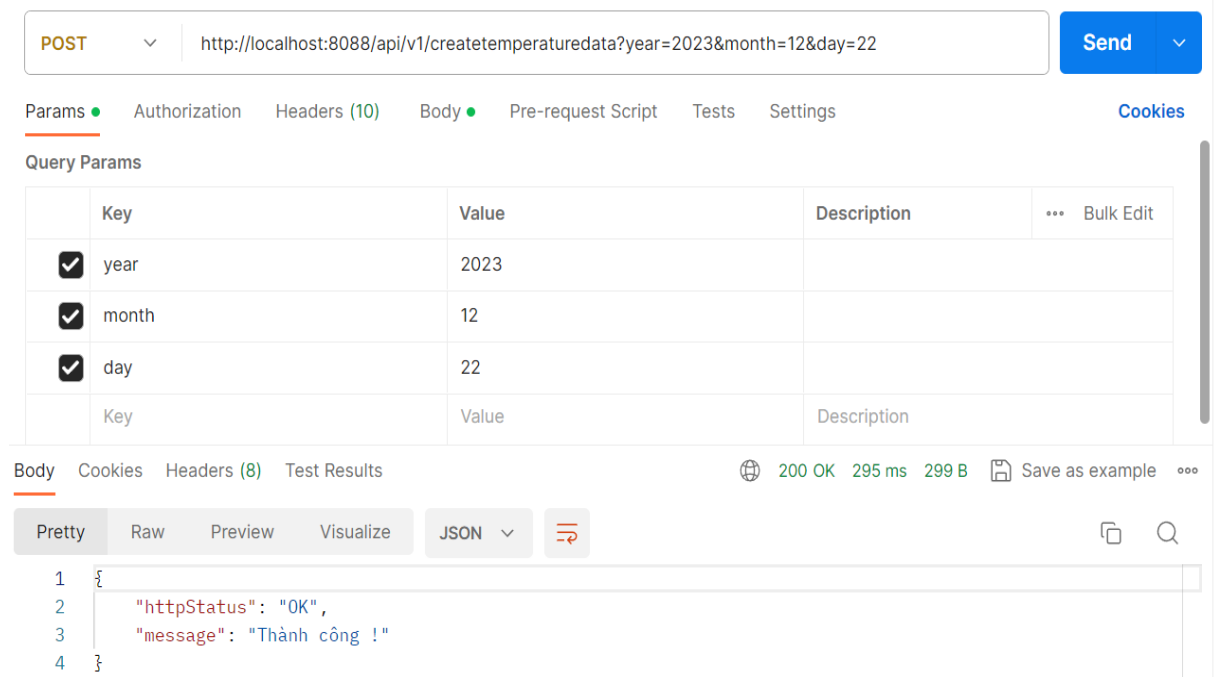 POST http://localhost:8088/api/v1/createtemperaturedata?year=2023&month=12&day=22 Send
Params Authorization Headers (10) Body Pre-request Script Tests Settings Cookies
Query Params
Key Value Description ooo Bulk Edit
year 2023
month 12
day 22
Key Value Description
Body Cookies Headers (8) Test Results 200 OK 295 ms 299 B Save as example ooo
Pretty Raw Preview Visualize JSON
1 {
2 "httpStatus": "OK",
3 "message": "Thành công !"
4 }